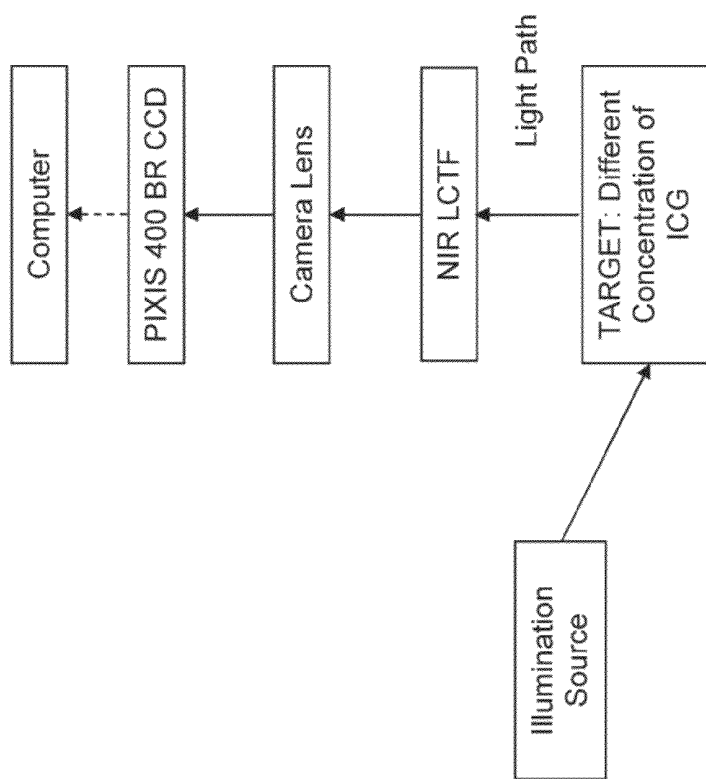 Computer
PIXIS 400 BR CCD
Camera Lens
NIR LCTF
Light Path
TARGET: Different
Concentration of
ICG
Illumination
Source